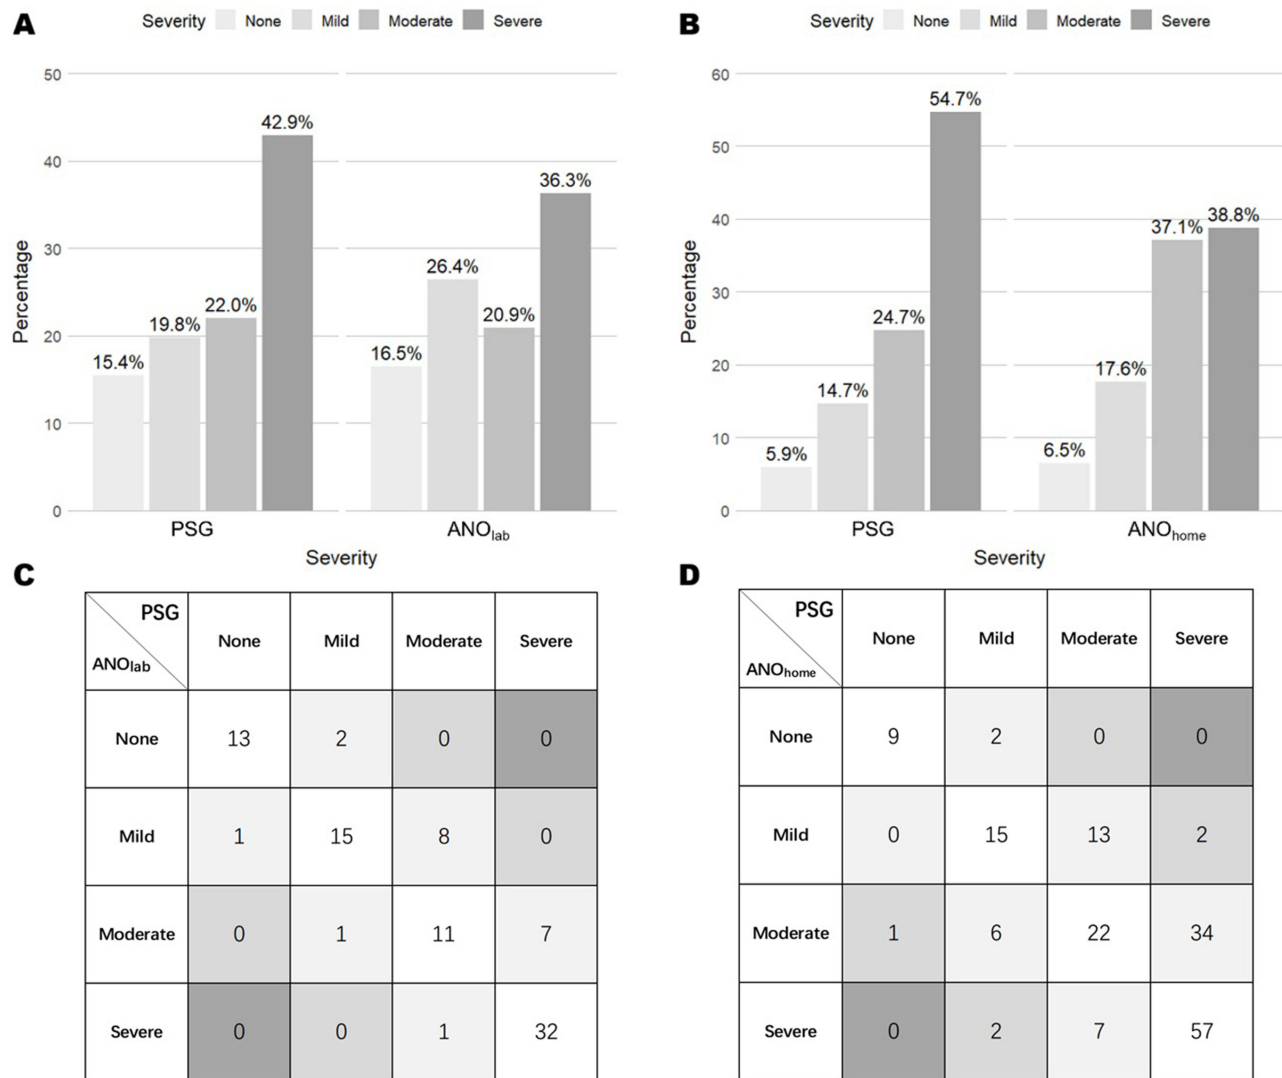 A
Severity None Mild Moderate Severe
50
40
30
20
10
0
Percentage
15.4%
19.8%
22.0%
42.9%
16.5%
26.4%
20.9%
36.3%
PSG ANOlab
Severity
B
Severity None Mild Moderate Severe
60
50
40
30
20
10
0
Percentage
5.9%
14.7%
24.7%
54.7%
6.5%
17.6%
37.1%
38.8%
PSG ANOhome
Severity
C
PSG
ANOlab
None Mild Moderate Severe
None 13 2 0 0
Mild 1 15 8 0
Moderate 0 1 11 7
Severe 0 0 1 32
D
PSG
ANOhome
None Mild Moderate Severe
None 9 2 0 0
Mild 0 15 13 2
Moderate 1 6 22 34
Severe 0 2 7 57